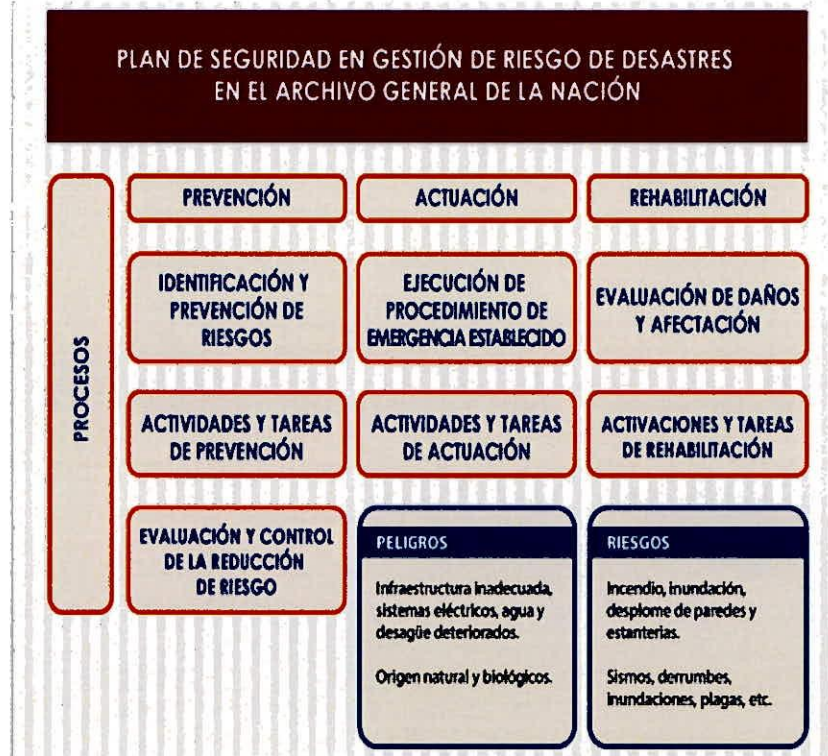 PLAN DE SEGURIDAD EN GESTIÓN DE RIESGO DE DESASTRES
EN EL ARCHIVO GENERAL DE LA NACIÓN
PROCESOS
PREVENCIÓN
ACTUACIÓN
REHABILITACIÓN
IDENTIFICACIÓN Y
PREVENCIÓN DE
RIESGOS
EJECUCIÓN DE
PROCEDIMIENTO DE
EMERGENCIA ESTABLECIDO
EVALUACIÓN DE DAÑOS
Y AFECTACIÓN
ACTIVIDADES Y TAREAS
DE PREVENCIÓN
ACTIVIDADES Y TAREAS
DE ACTUACIÓN
ACTIVACIONES Y TAREAS
DE REHABILITACIÓN
EVALUACIÓN Y CONTROL
DE LA REDUCCIÓN
DE RIESGO
PELIGROS
Infraestructura inadecuada,
sistemas eléctricos, agua y
desagüe deteriorados.
Origen natural y biológicos.
RIESGOS
Incendio, inundación,
desplome de paredes y
estanterias.
Sismos, derrumbes,
inundaciones, plagas, etc.